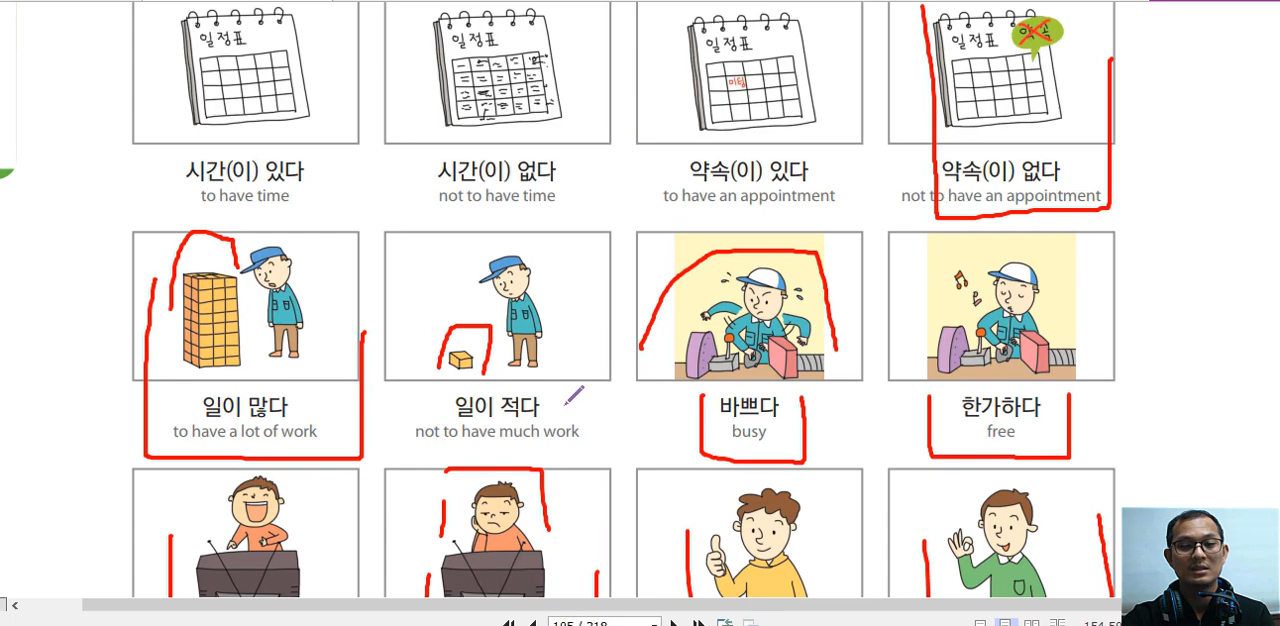 일정표
일정표
일정표
일정표
미팅
시간(이) 있다
to have time
시간(이) 없다
not to have time
약속(이) 있다
to have an appointment
약속(이) 없다
not to have an appointment
일이 많다
to have a lot of work
일이 적다
not to have much work
바쁘다
busy
한가하다
free